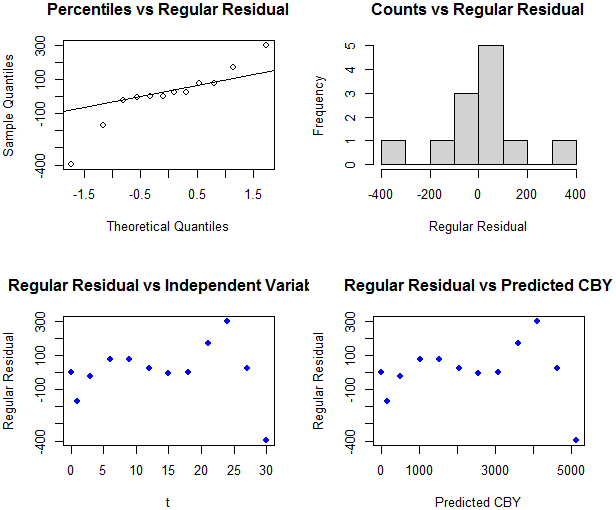 Percentiles vs Regular Residual
Sample Quantiles
-400 -100 100 300
-1.5 -0.5 0.5 1.5
Theoretical Quantiles
Counts vs Regular Residual
Frequency
0 1 2 3 4 5
-400 -200 0 200 400
Regular Residual
Regular Residual vs Independent Variab
Regular Residual
-400 -100 100 300
0 5 10 15 20 25 30
t
Regular Residual vs Predicted CBY
Regular Residual
-400 -100 100 300
0 1000 3000 5000
Predicted CBY